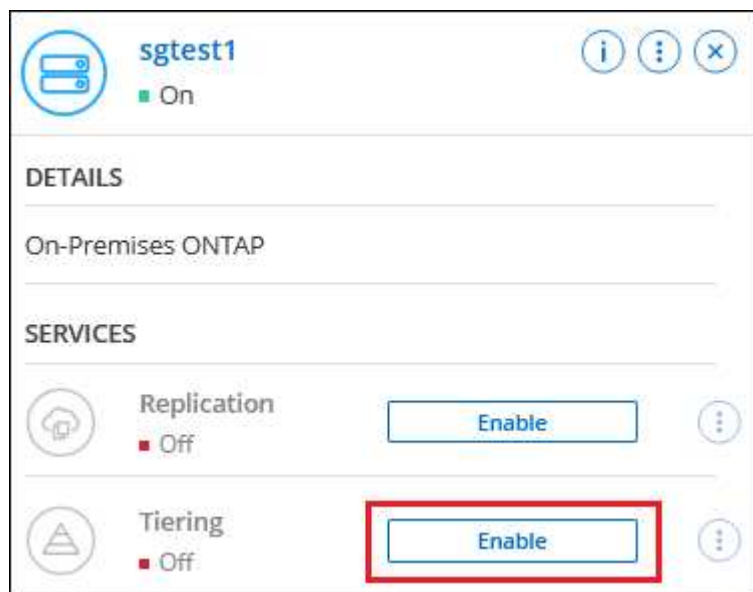 sgtest1
On
DETAILS
On-Premises ONTAP
SERVICES
Replication
Enable
Off
Tiering
Enable
Off